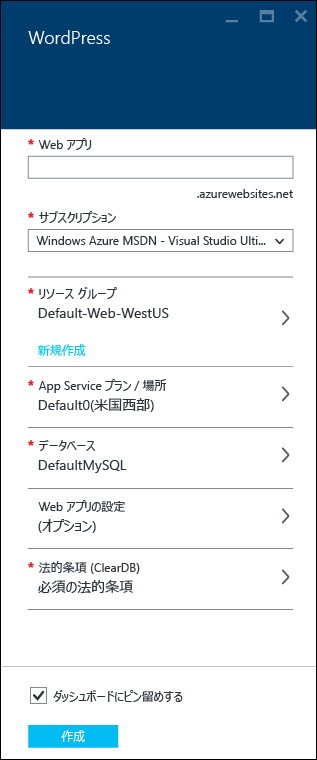 WordPress
* Web アプリ
.azurewebsites.net
* サブスクリプション
Windows Azure MSDN - Visual Studio Ulti...
* リソース グループ
Default-Web-WestUS
新規作成
* App Service プラン / 場所
Default0(米国西部)
* データベース
DefaultMySQL
Web アプリの設定
(オプション)
* 法的条項 (ClearDB)
必須の法的条項
ダッシュボードにピン留めする
作成